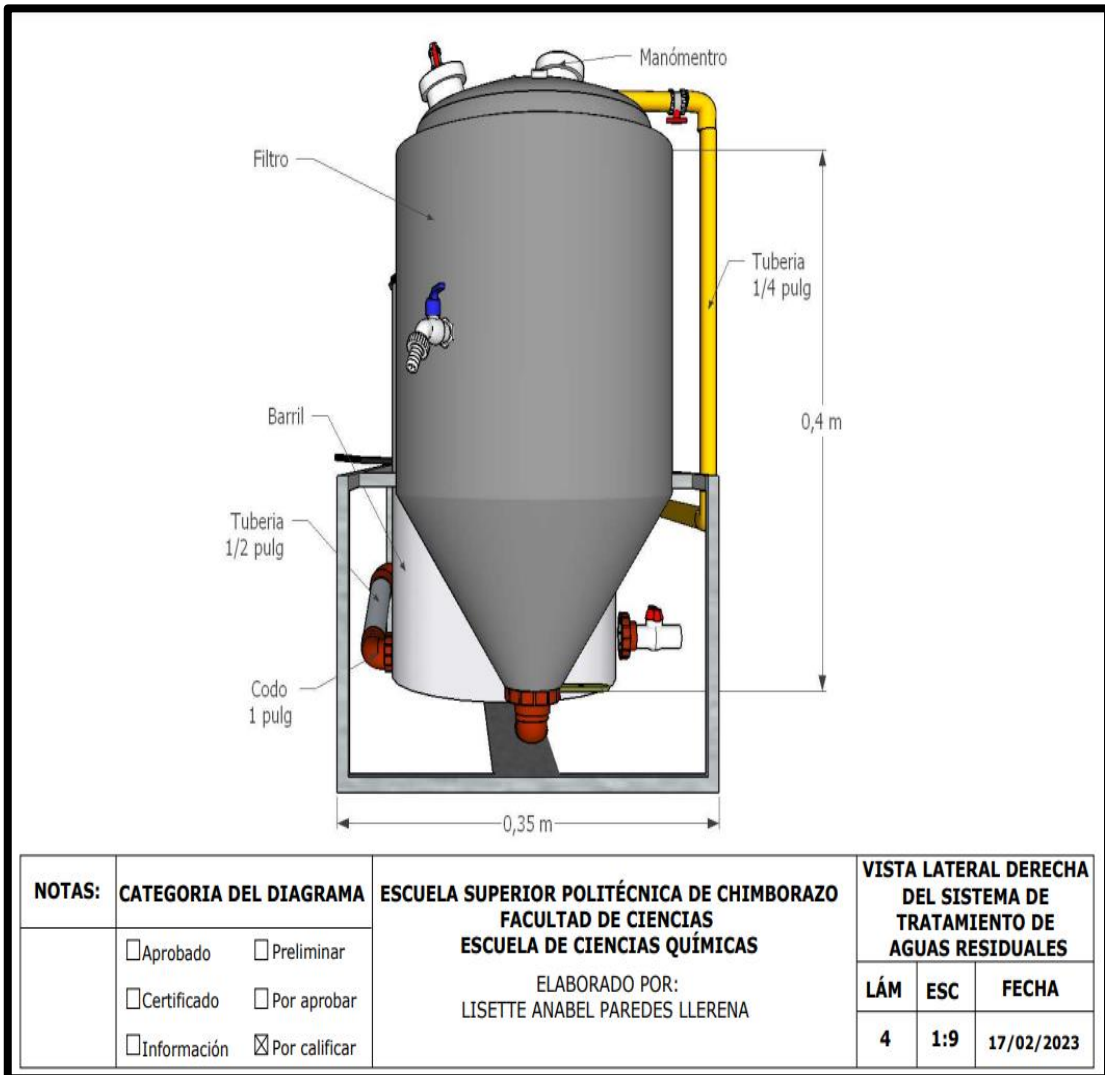 Manómentro
Filtro
Tuberia
1/4 pulg
0,4 m
Barril
Tuberia
1/2 pulg
Codo
1 pulg
0,35 m
NOTAS:
CATEGORIA DEL DIAGRAMA
☐Aprobado ☐Preliminar
☐Certificado ☐Por aprobar
☐Información ☒Por calificar
ESCUELA SUPERIOR POLITÉCNICA DE CHIMBORAZO
FACULTAD DE CIENCIAS
ESCUELA DE CIENCIAS QUÍMICAS
ELABORADO POR:
LISETTE ANABEL PAREDES LLERENA
VISTA LATERAL DERECHA
DEL SISTEMA DE
TRATAMIENTO DE
AGUAS RESIDUALES
LÁM ESC FECHA
4 1:9 17/02/2023